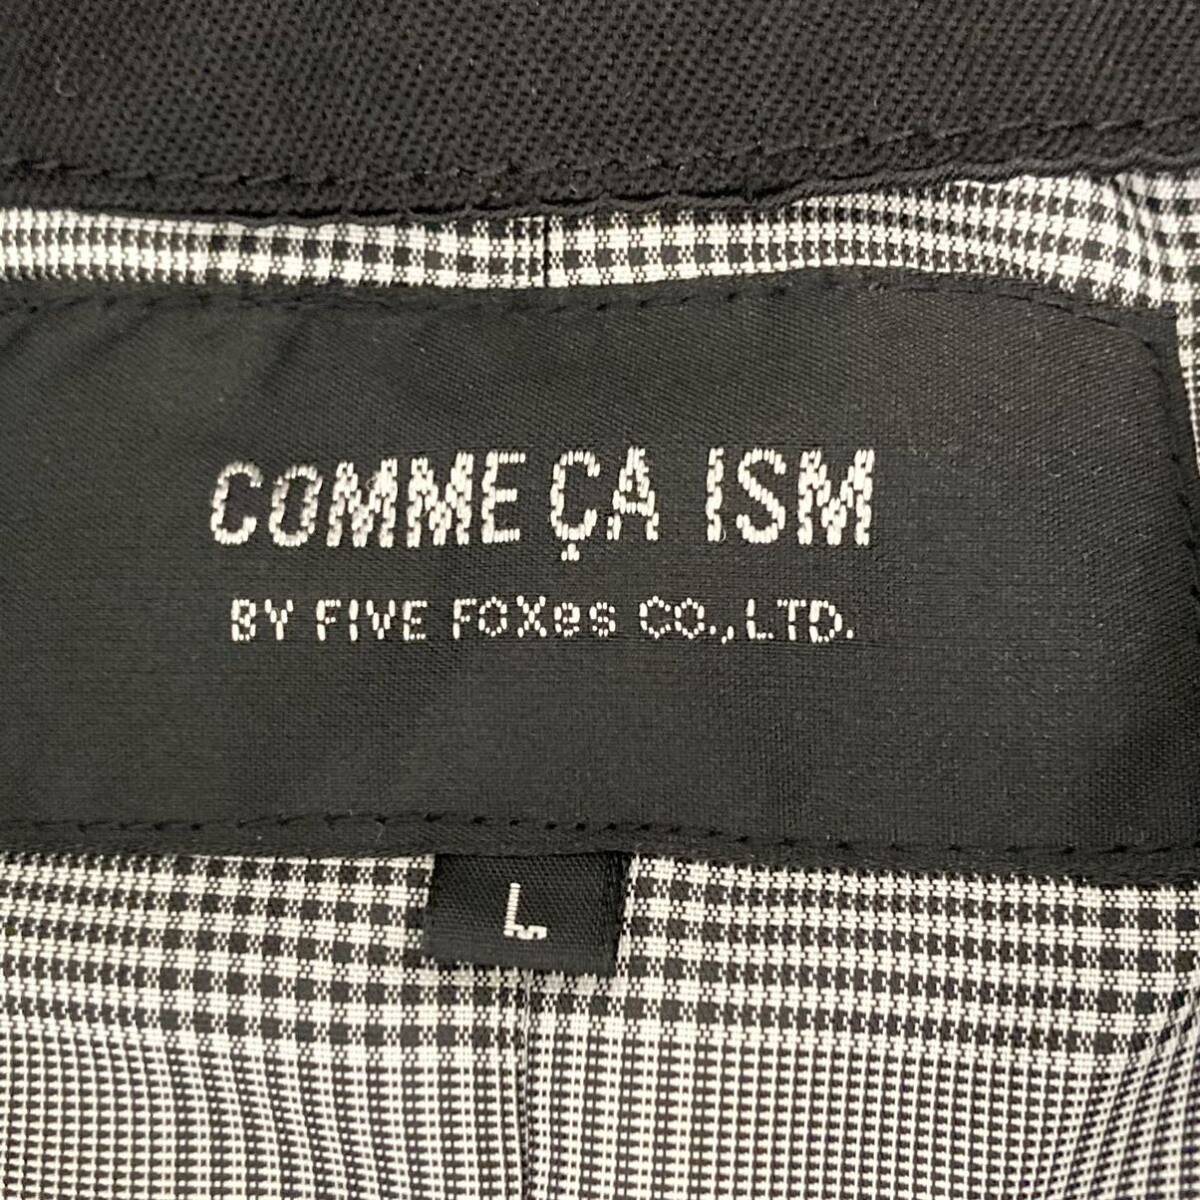 COMME ÇA ISM
BY FIVE FOXes CO., LTD.
L